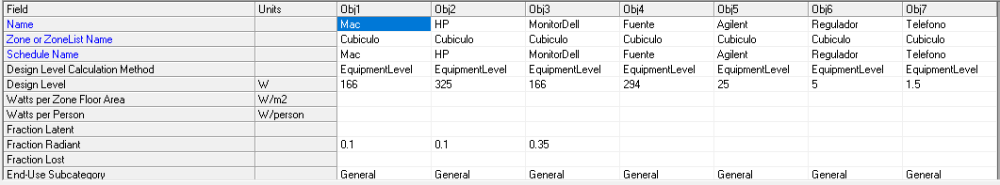 Field Units Obj1 Obj2 Obj3 Obj4 Obj5 Obj6 Obj7
Name Mac HP MonitorDell Fuente Agilent Regulador Telefono
Zone or ZoneList Name Cubiculo Cubiculo Cubiculo Cubiculo Cubiculo Cubiculo Cubiculo
Schedule Name Mac HP MonitorDell Fuente Agilent Regulador Telefono
Design Level Calculation Method EquipmentLevel EquipmentLevel EquipmentLevel EquipmentLevel EquipmentLevel EquipmentLevel EquipmentLevel
Design Level W 166 325 166 294 25 5 1.5
Watts per Zone Floor Area W/m2
Watts per Person W/person
Fraction Latent
Fraction Radiant 0.1 0.1 0.35
Fraction Lost
End-Use Subcategory General General General General General General General